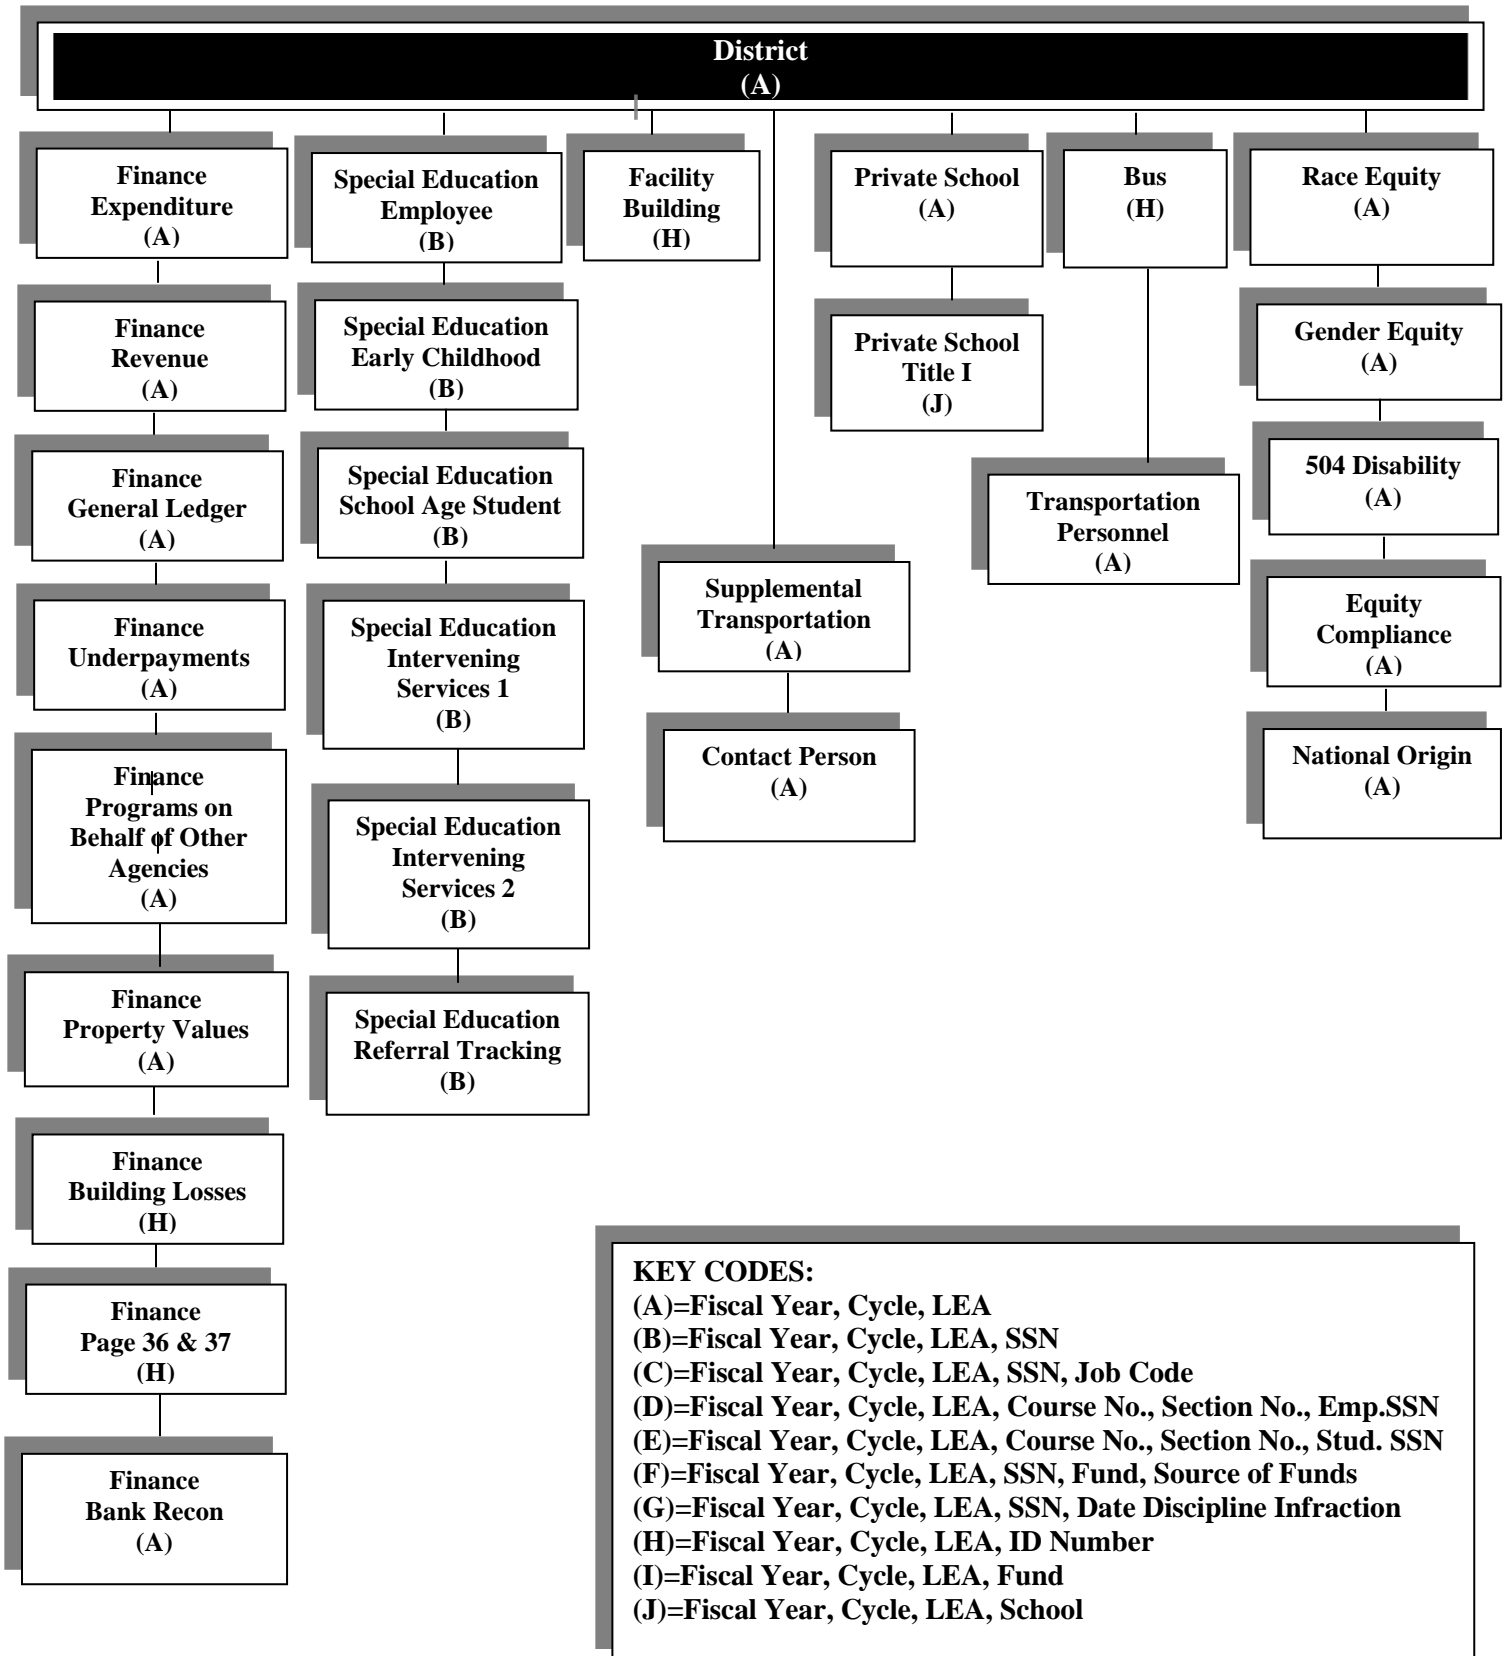 District
(A)
Finance
Expenditure
(A)
Finance
Revenue
(A)
Finance
General Ledger
(A)
Finance
Underpayments
(A)
Finance
Programs on
Behalf of Other
Agencies
(A)
Finance
Property Values
(A)
Finance
Building Losses
(H)
Finance
Page 36 & 37
(H)
Finance
Bank Recon
(A)
Special Education
Employee
(B)
Special Education
Early Childhood
(B)
Special Education
School Age Student
(B)
Special Education
Intervening
Services 1
(B)
Special Education
Intervening
Services 2
(B)
Special Education
Referral Tracking
(B)
Facility
Building
(H)
Supplemental
Transportation
(A)
Contact Person
(A)
Private School
(A)
Private School
Title I
(J)
Bus
(H)
Transportation
Personnel
(A)
Race Equity
(A)
Gender Equity
(A)
504 Disability
(A)
Equity
Compliance
(A)
National Origin
(A)
KEY CODES:
(A)=Fiscal Year, Cycle, LEA
(B)=Fiscal Year, Cycle, LEA, SSN
(C)=Fiscal Year, Cycle, LEA, SSN, Job Code
(D)=Fiscal Year, Cycle, LEA, Course No., Section No., Emp.SSN
(E)=Fiscal Year, Cycle, LEA, Course No., Section No., Stud. SSN
(F)=Fiscal Year, Cycle, LEA, SSN, Fund, Source of Funds
(G)=Fiscal Year, Cycle, LEA, SSN, Date Discipline Infraction
(H)=Fiscal Year, Cycle, LEA, ID Number
(I)=Fiscal Year, Cycle, LEA, Fund
(J)=Fiscal Year, Cycle, LEA, School